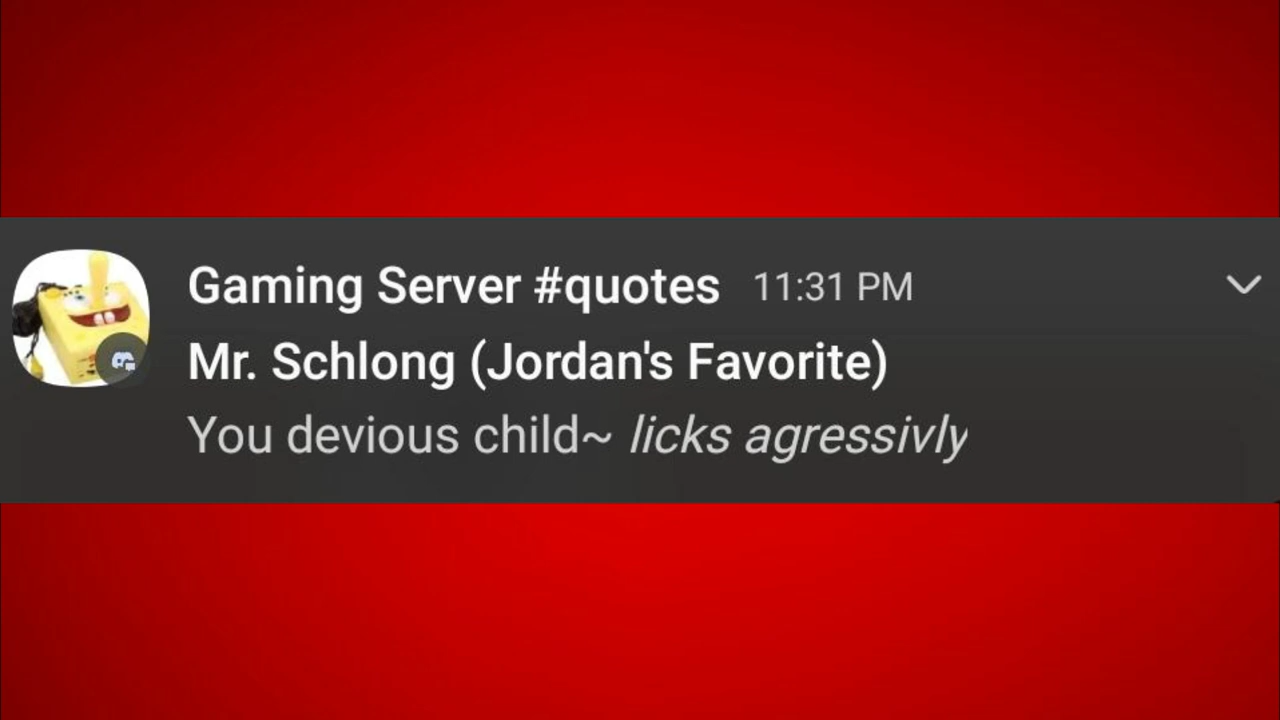 Gaming Server #quotes 11:31 PM
Mr. Schlong (Jordan's Favorite)
You devious child~ licks agressivly